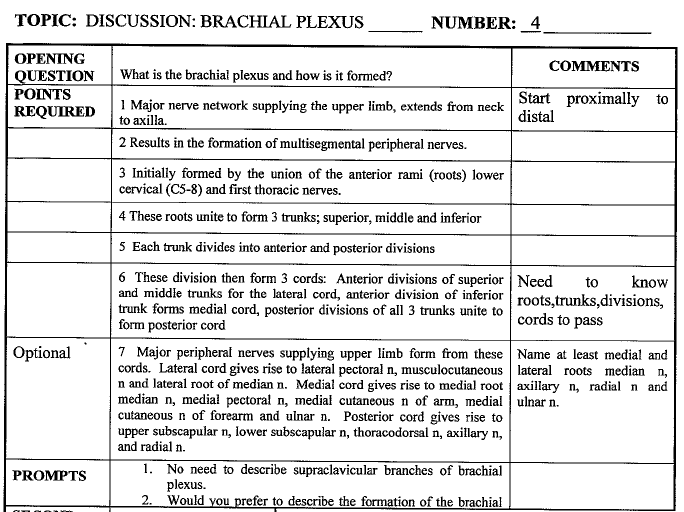 TOPIC: DISCUSSION: BRACHIAL PLEXUS ______ NUMBER: _4___________
OPENING
QUESTION
What is the brachial plexus and how is it formed?
COMMENTS
POINTS
REQUIRED
1 Major nerve network supplying the upper limb, extends from neck
to axilla.
Start proximally to
distal
2 Results in the formation of multisegmental peripheral nerves.
3 Initially formed by the union of the anterior rami (roots) lower
cervical (C5-8) and first thoracic nerves.
4 These roots unite to form 3 trunks; superior, middle and inferior
5 Each trunk divides into anterior and posterior divisions
6 These division then form 3 cords: Anterior divisions of superior
and middle trunks for the lateral cord, anterior division of inferior
trunk forms medial cord, posterior divisions of all 3 trunks unite to
form posterior cord
Need to know
roots,trunks,divisions,
cords to pass
Optional
7 Major peripheral nerves supplying upper limb form from these
cords. Lateral cord gives rise to lateral pectoral n, musculocutaneous
n and lateral root of median n. Medial cord gives rise to medial root
median n, medial pectoral n, medial cutaneous n of arm, medial
cutaneous n of forearm and ulnar n. Posterior cord gives rise to
upper subscapular n, lower subscapular n, thoracodorsal n, axillary n,
and radial n.
Name at least medial and
lateral roots median n,
axillary n, radial n and
ulnar n.
PROMPTS
1. No need to describe supraclavicular branches of brachial
plexus.
2. Would you prefer to describe the formation of the brachial